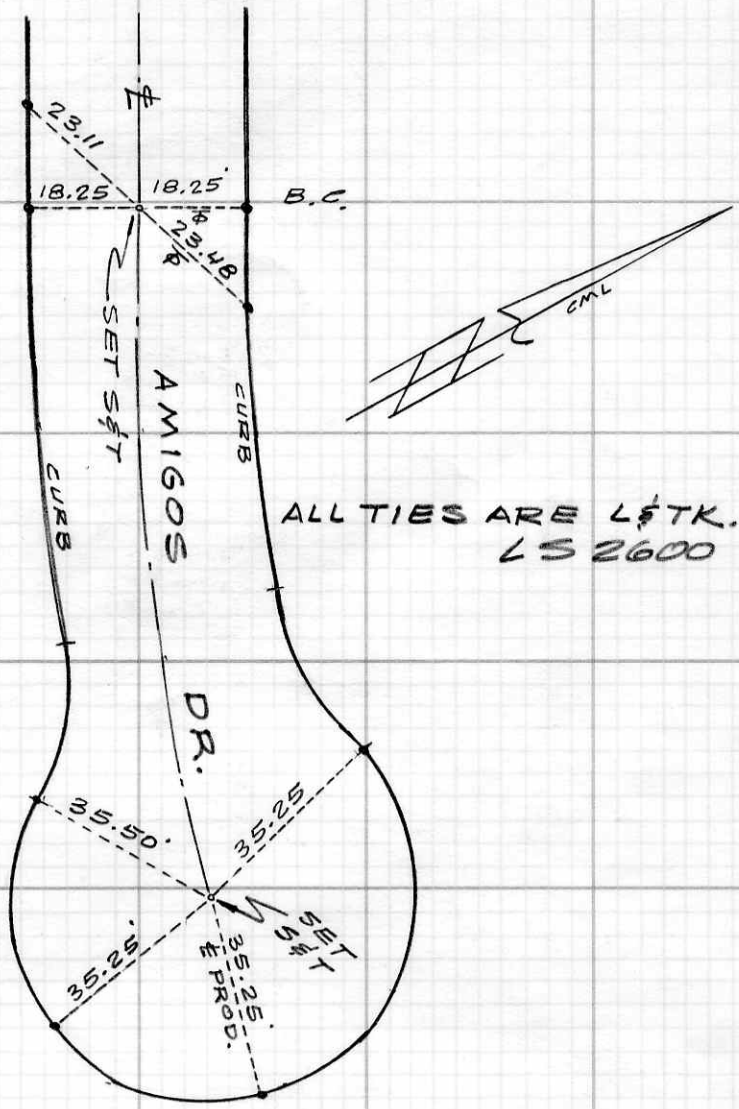 ℄
23.11
18.25
18.25'
B.C.
⌽
23.48
⌽
CML
SET S&T
AMIGOS
DR.
CURB
CURB
ALL TIES ARE L&TK.
LS 2600
35.50'
35.25
SET
S&T
35.25'
35.25'
℄ PROD.